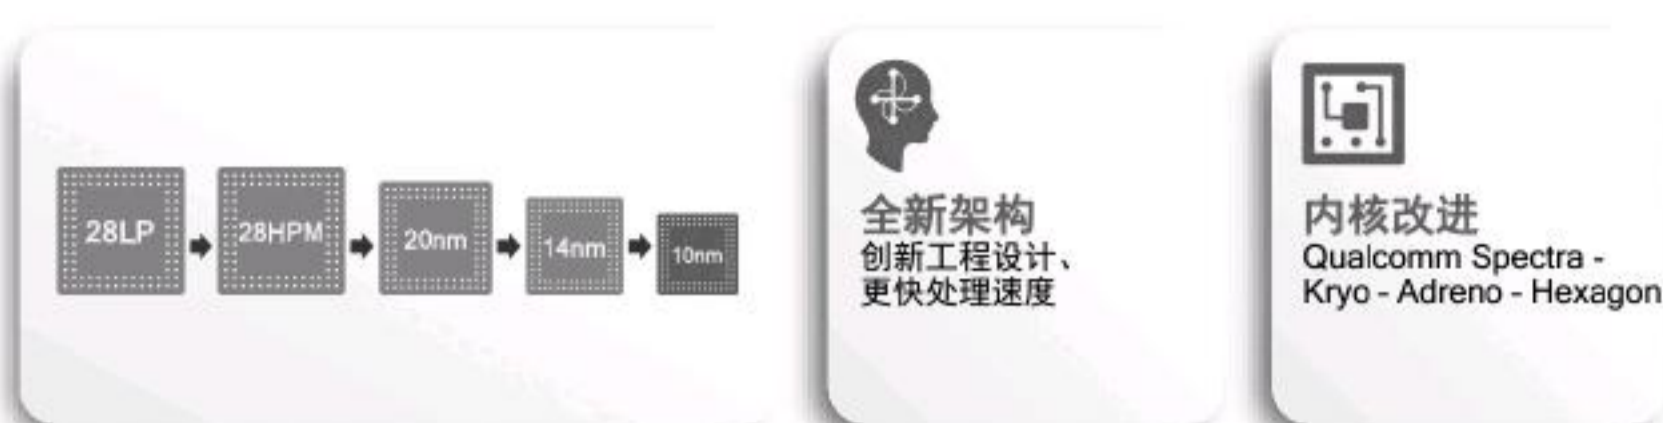 28LP
28HPM
20nm
14nm
10nm
全新架构
创新工程设计、
更快处理速度
内核改进
Qualcomm Spectra -
Kryo - Adreno - Hexagon